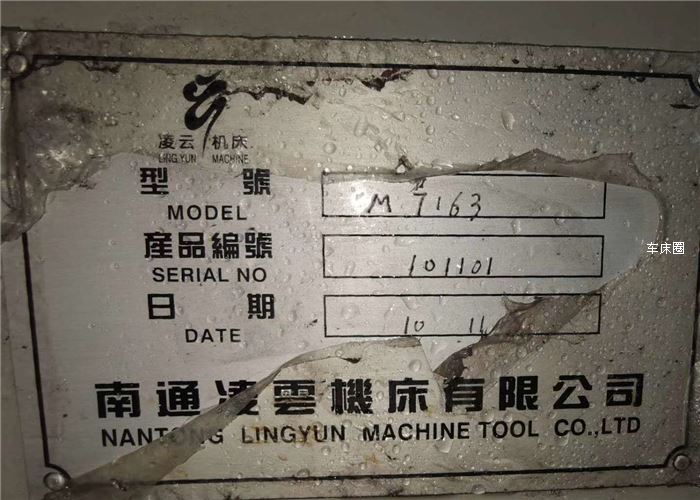 凌云 机床
LING YUN MACHINE
型 號 M7163
MODEL
車床圈
產品編號 101101
SERIAL NO
日 期 10 11
DATE
南通凌雲機床有限公司
NANTONG LINGYUN MACHINE TOOL CO.,LTD